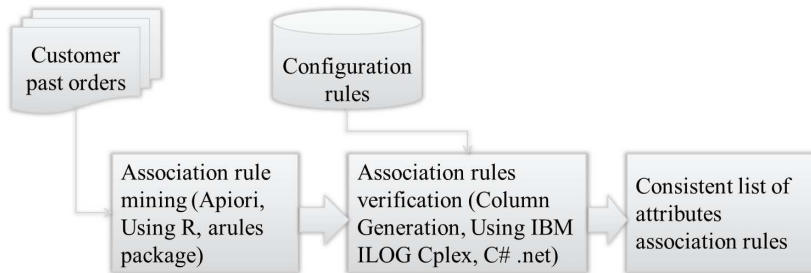 Customer
past orders
Configuration
rules
Association rule
mining (Apiori,
Using R, arules
package)
Association rules
verification (Column
Generation, Using IBM
ILOG Cplex, C# .net)
Consistent list of
attributes
association rules